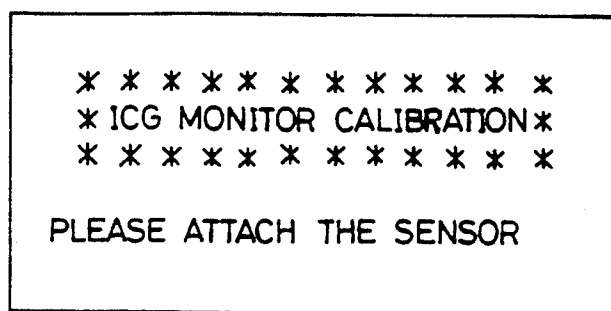 * * * * * * * * * * * *
* ICG MONITOR CALIBRATION *
* * * * * * * * * * * *
PLEASE ATTACH THE SENSOR